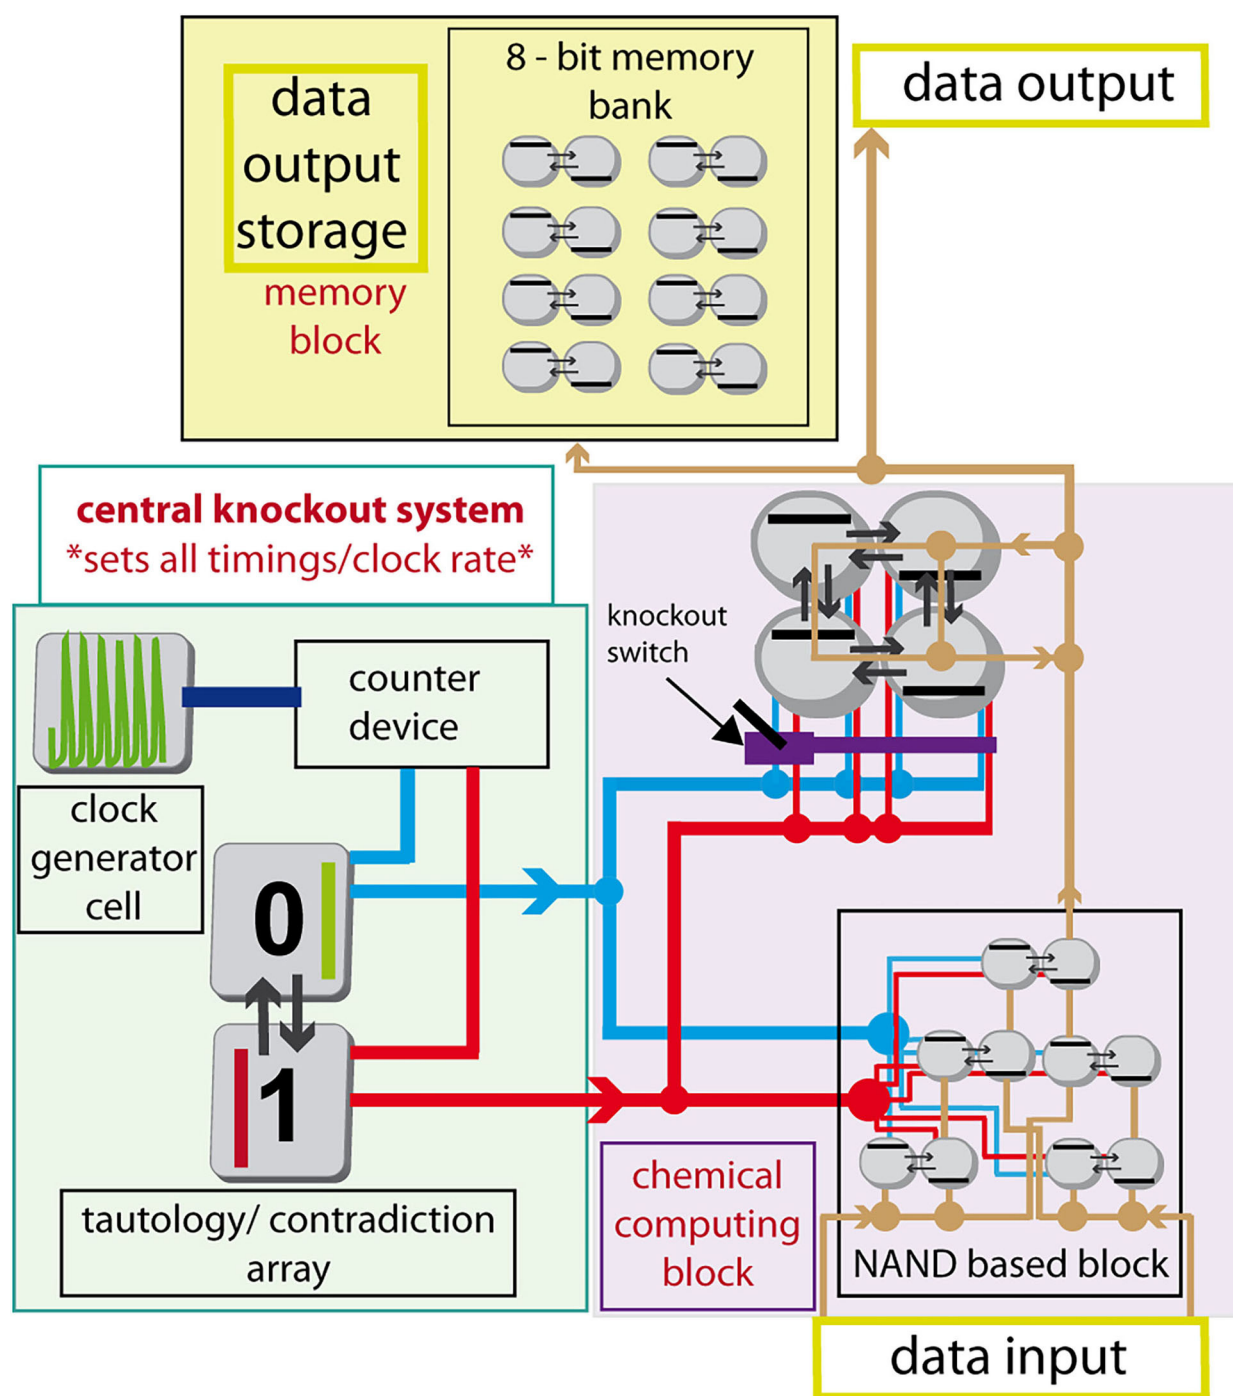 8 - bit memory
bank
data
output
storage
memory
block
data output
central knockout system
*sets all timings/clock rate*
knockout
switch
counter
device
clock
generator
cell
0
1
tautology/ contradiction
array
chemical
computing
block
NAND based block
data input